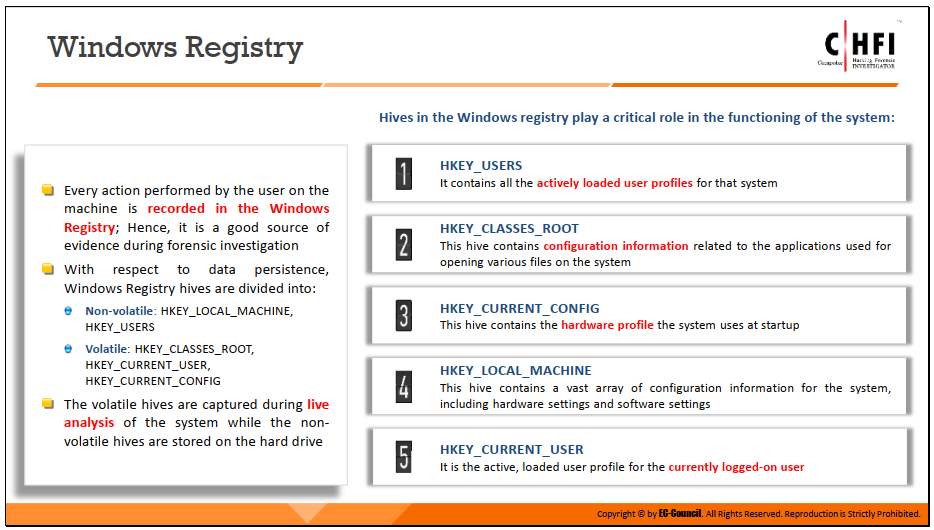 Windows Registry
CHFI
Computer Hacking Forensic
INVESTIGATOR
Hives in the Windows registry play a critical role in the functioning of the system:
Every action performed by the user on the
machine is recorded in the Windows
Registry; Hence, it is a good source of
evidence during forensic investigation
With respect to data persistence,
Windows Registry hives are divided into:
Non-volatile: HKEY_LOCAL_MACHINE,
HKEY_USERS
Volatile: HKEY_CLASSES_ROOT,
HKEY_CURRENT_USER,
HKEY_CURRENT_CONFIG
The volatile hives are captured during live
analysis of the system while the non-
volatile hives are stored on the hard drive
1
HKEY_USERS
It contains all the actively loaded user profiles for that system
2
HKEY_CLASSES_ROOT
This hive contains configuration information related to the applications used for
opening various files on the system
3
HKEY_CURRENT_CONFIG
This hive contains the hardware profile the system uses at startup
4
HKEY_LOCAL_MACHINE
This hive contains a vast array of configuration information for the system,
including hardware settings and software settings
5
HKEY_CURRENT_USER
It is the active, loaded user profile for the currently logged-on user
Copyright © by EC-Council. All Rights Reserved. Reproduction is Strictly Prohibited.